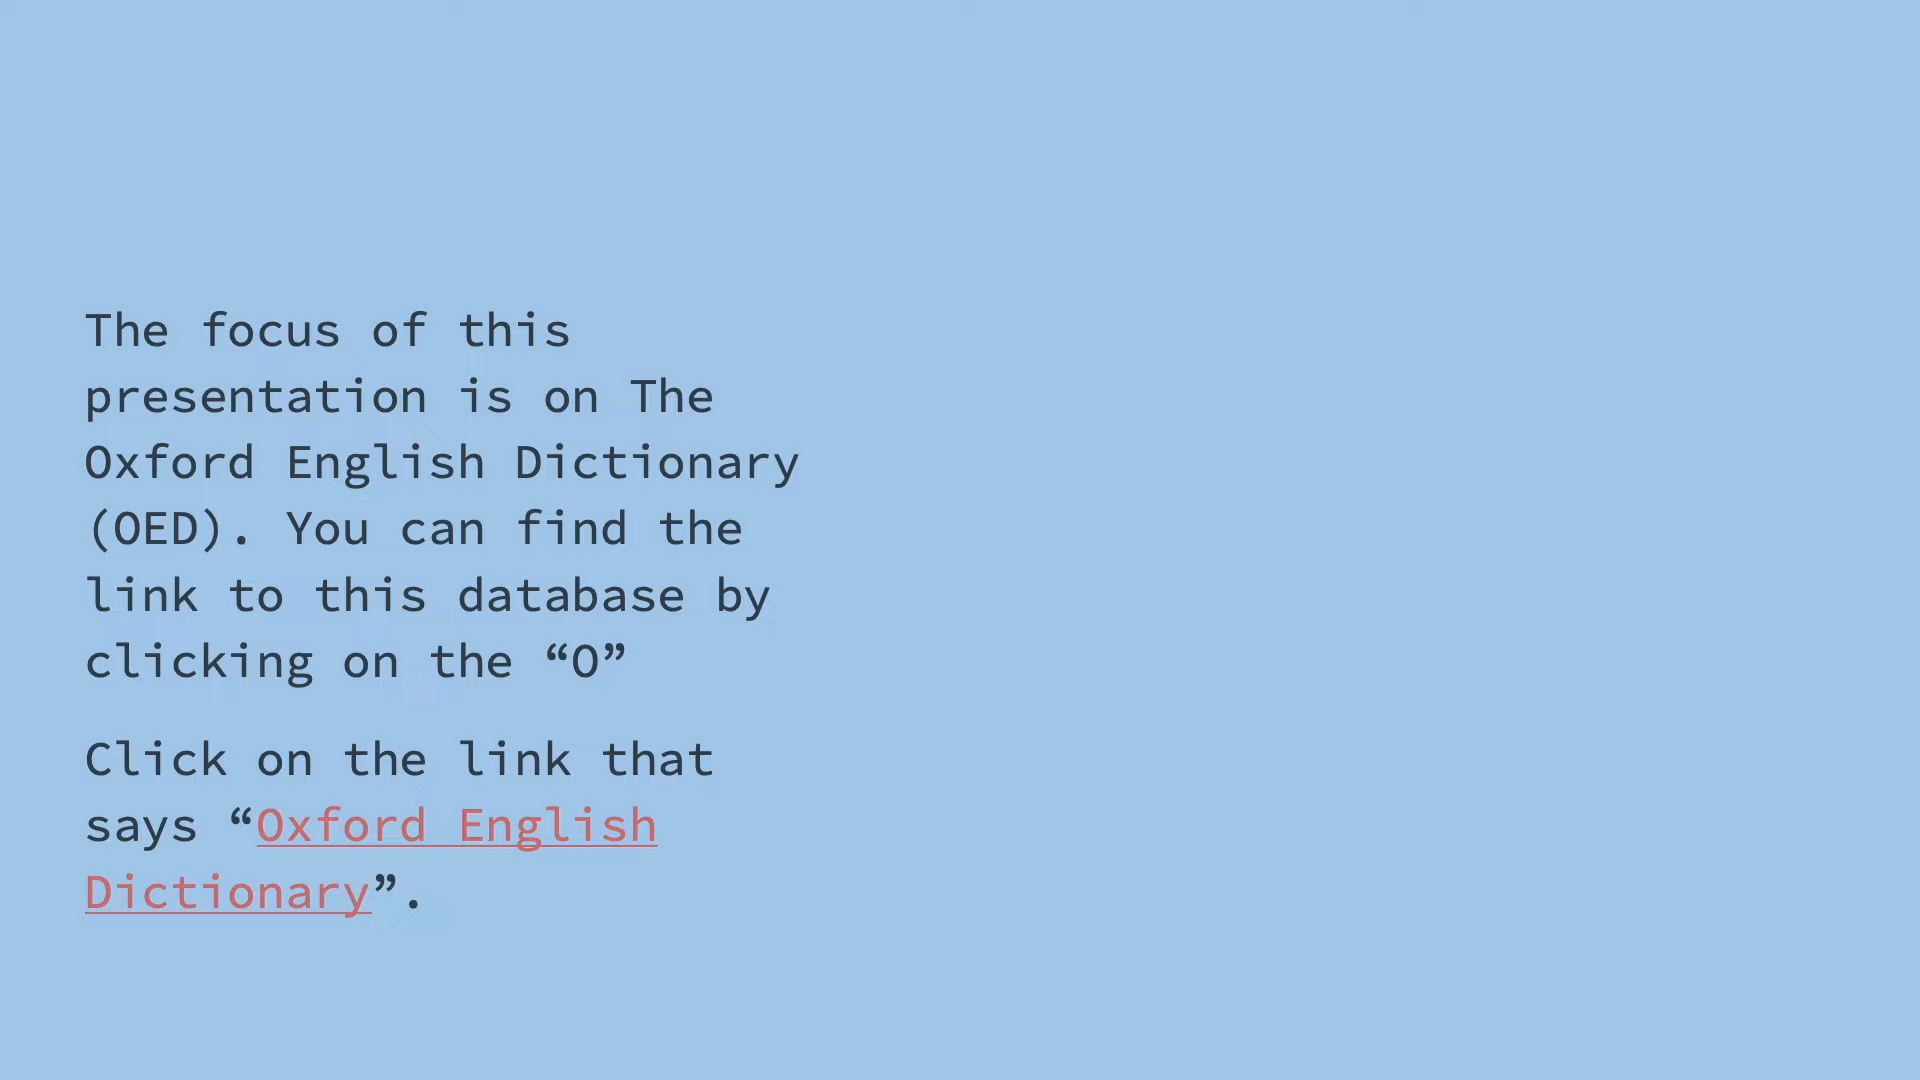 The focus of this
presentation is on The
Oxford English Dictionary
(OED). You can find the
link to this database by
clicking on the “O”
Click on the link that
says “Oxford English
Dictionary”.